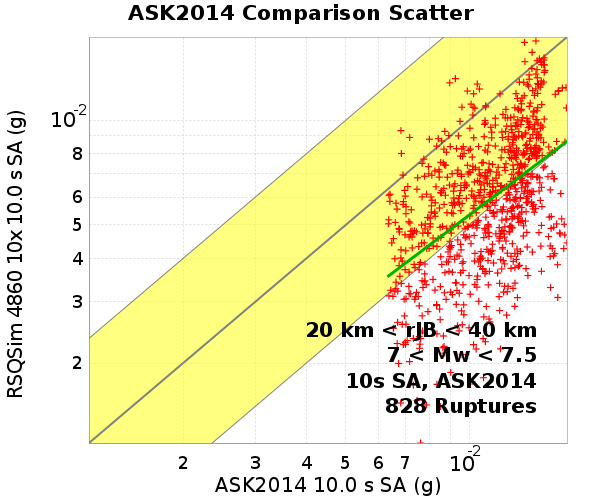 ASK2014 Comparison Scatter
RSQSim 4860 10x 10.0 s SA (g)
10-2
8
6
5
4
3
2
20 km < rJB < 40 km
7 < Mw < 7.5
10s SA, ASK2014
828 Ruptures
2 3 4 5 6 7 10-2
ASK2014 10.0 s SA (g)